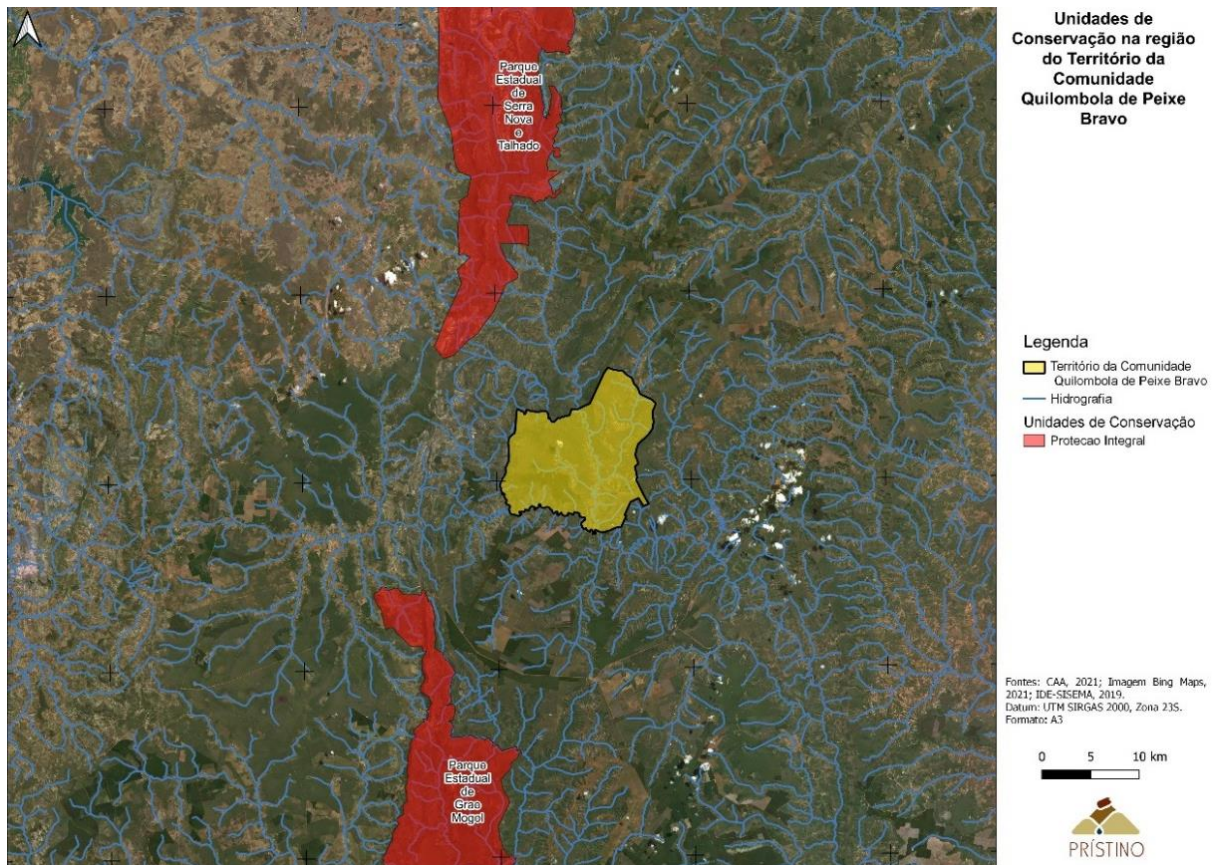 Unidades de
Conservação na região
do Território da
Comunidade
Quilombola de Peixe
Bravo
Parque
Estadual
de
Serra
Nova
e
Talhado
Legenda
Território da Comunidade
Quilombola de Peixe Bravo
Hidrografia
Unidades de Conservação
Protecao Integral
Parque
Estadual
de
Grao
Mogol
Fontes: CAA, 2021; Imagem Bing Maps,
2021; IDE-SISEMA, 2019.
Datum: UTM SIRGAS 2000, Zona 23S.
Formato: A3
0 5 10 km
PRÍSTINO